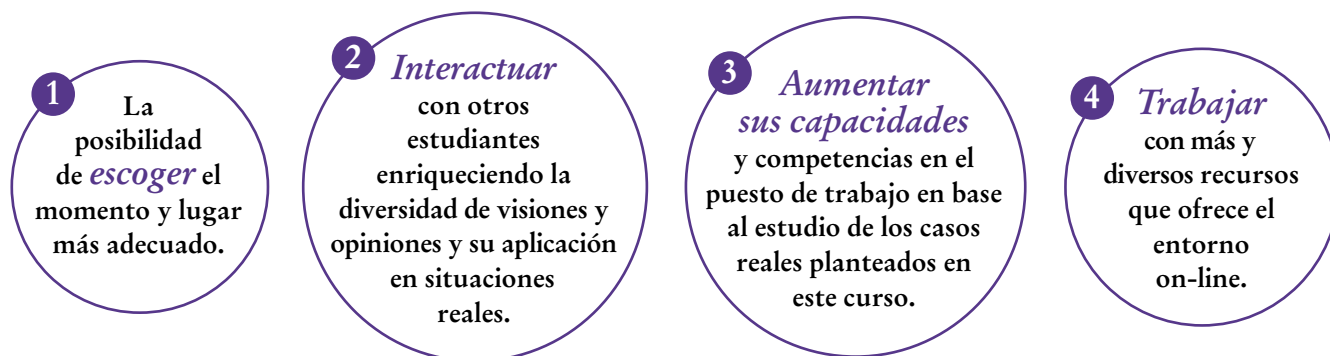 1
La
posibilidad
de escoger el
momento y lugar
más adecuado.
2
Interactuar
con otros
estudiantes
enriqueciendo la
diversidad de visiones y
opiniones y su aplicación
en situaciones
reales.
3
Aumentar
sus capacidades
y competencias en el
puesto de trabajo en base
al estudio de los casos
reales planteados en
este curso.
4
Trabajar
con más y
diversos recursos
que ofrece el
entorno
on-line.